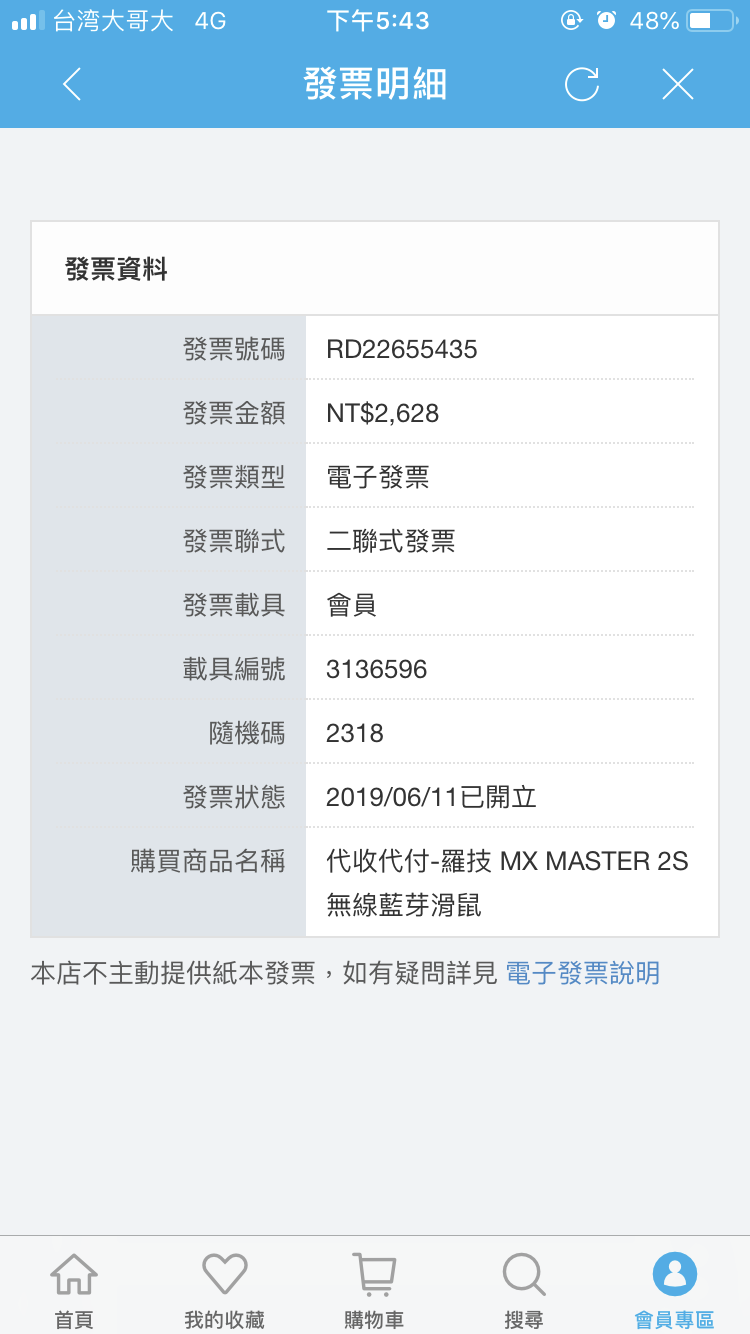 台湾大哥大 4G 下午5:43 48%
發票明細
發票資料
發票號碼 RD22655435
發票金額 NT$2,628
發票類型 電子發票
發票聯式 二聯式發票
發票載具 會員
載具編號 3136596
隨機碼 2318
發票狀態 2019/06/11已開立
購買商品名稱 代收代付-羅技 MX MASTER 2S
無線藍芽滑鼠
本店不主動提供紙本發票，如有疑問詳見 電子發票說明
首頁 我的收藏 購物車 搜尋 會員專區